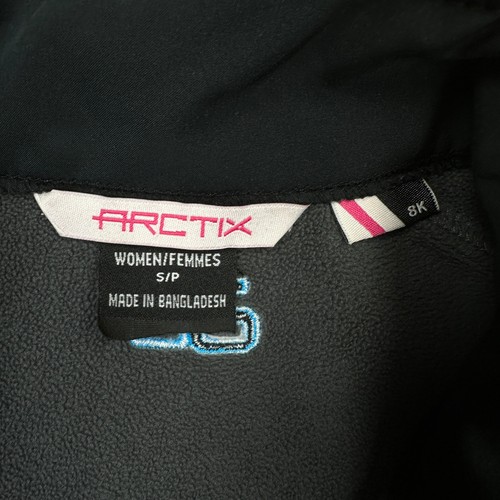 ARCTIX
8K
WOMEN/FEMMES
S/P
MADE IN BANGLADESH